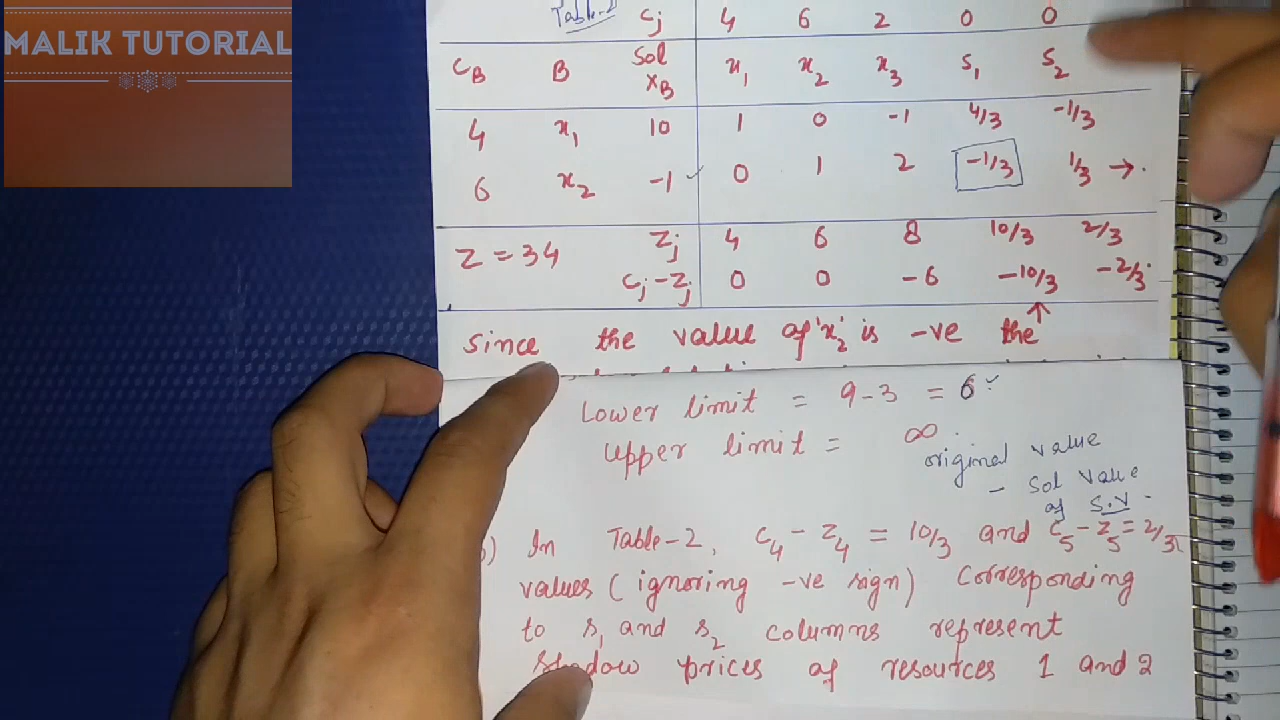 MALIK TUTORIAL
Table-2 Cj 4 6 2 0 0
CB B Sol XB x1 x2 x3 S1 S2
4 x1 10 1 0 -1 4/3 -1/3
6 x2 -1 0 1 2 -1/3 1/3 →
Z = 34 Zj 4 6 8 10/3 2/3
Cj-Zj 0 0 -6 -10/3 -2/3
↑
Since the value of 'x2' is -ve the
Lower limit = 9-3 = 6
Upper limit = ∞
original value
- Sol value
of S.V.
) In Table-2, C4-Z4 = 10/3 and C5-Z5=2/3
values (ignoring -ve sign) corresponding
to s1 and s2 columns represent
shadow prices of resources 1 and 2